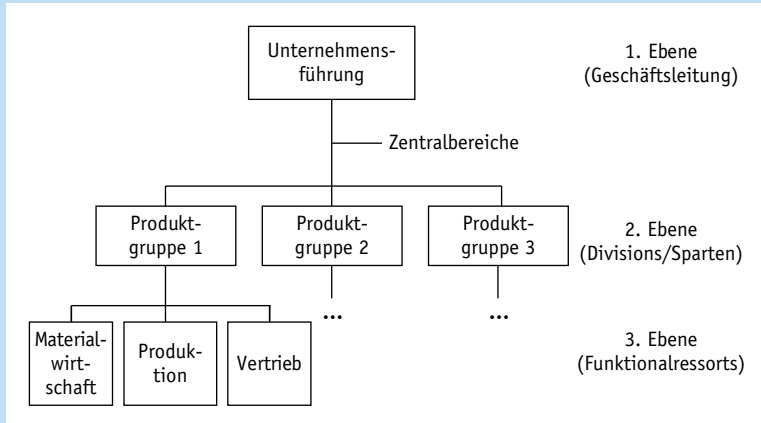 Unternehmens-
führung
1. Ebene
(Geschäftsleitung)
Zentralbereiche
Produkt-
gruppe 1
Produkt-
gruppe 2
Produkt-
gruppe 3
2. Ebene
(Divisions/Sparten)
...
...
Material-
wirt-
schaft
Produk-
tion
Vertrieb
3. Ebene
(Funktionalressorts)